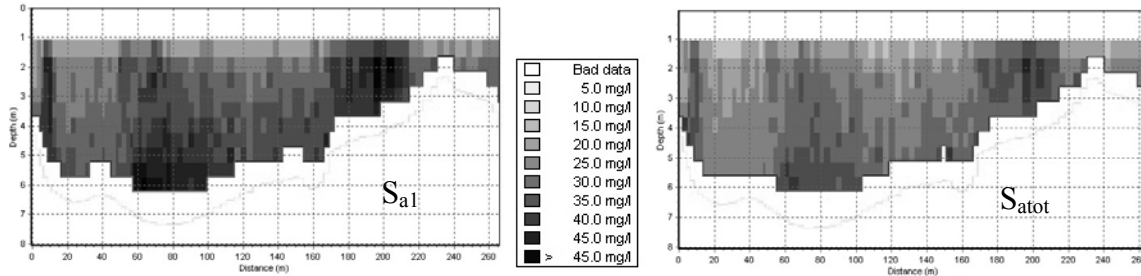 0
1
2
3
4
5
6
7
8
Depth (m)
0 20 40 60 80 100 120 140 160 180 200 220 240 260
Distance (m)
Sa1
Bad data
5.0 mg/l
10.0 mg/l
15.0 mg/l
20.0 mg/l
25.0 mg/l
30.0 mg/l
35.0 mg/l
40.0 mg/l
45.0 mg/l
> 45.0 mg/l
0
1
2
3
4
5
6
7
8
Depth (m)
0 20 40 60 80 100 120 140 160 180 200 220 240 260
Distance (m)
Satot